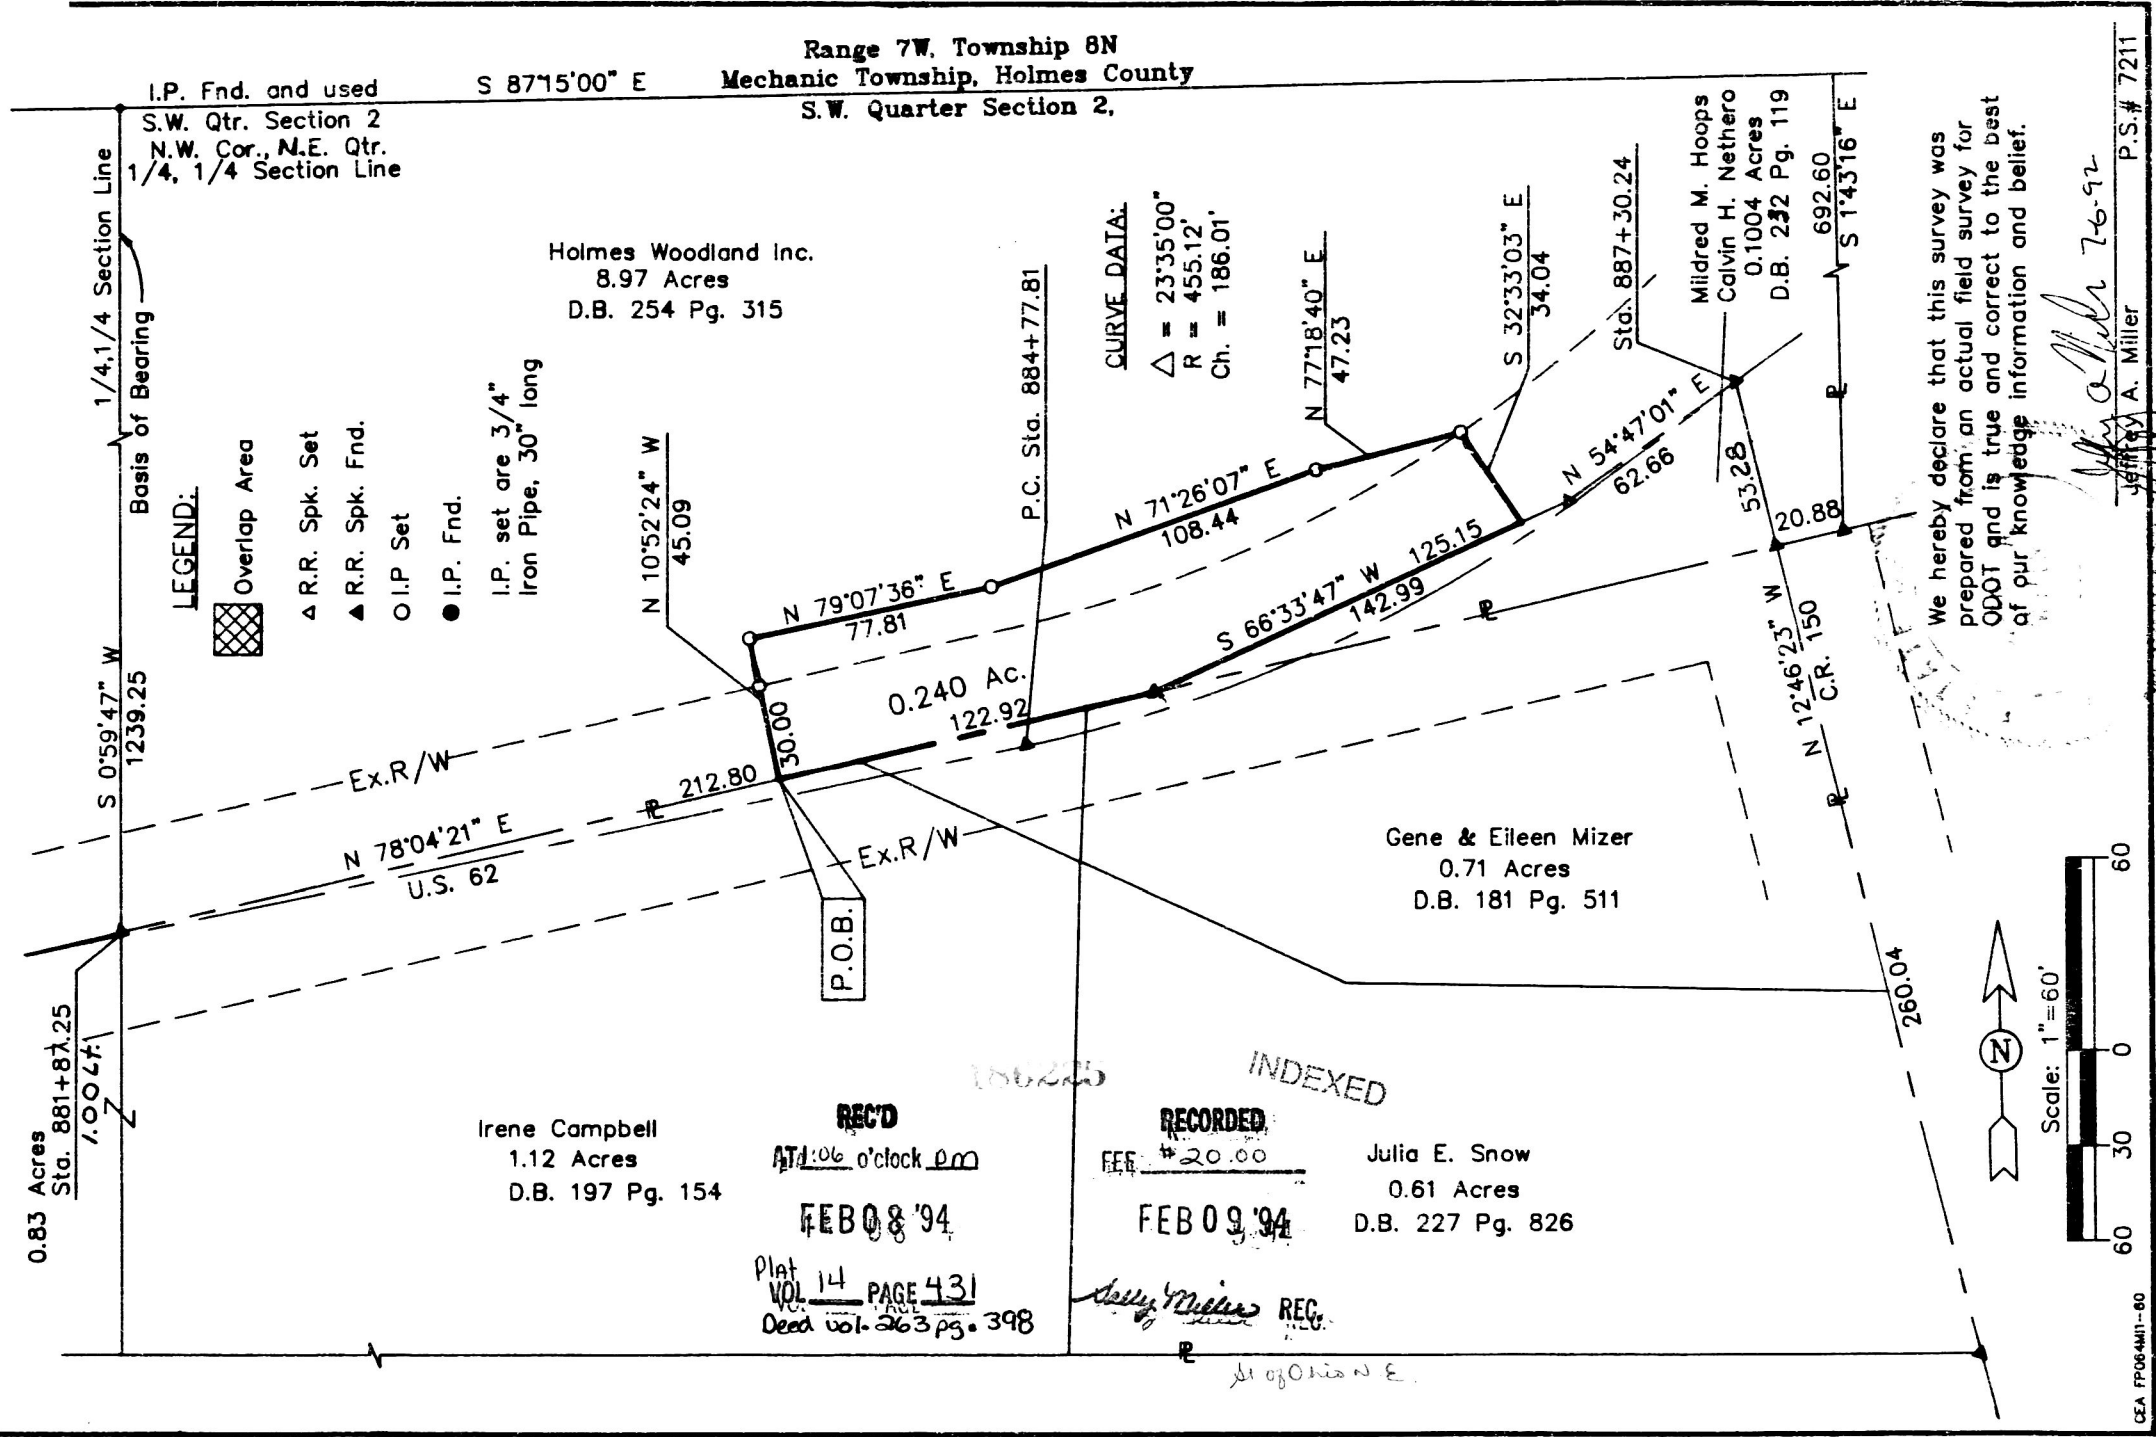 Range 7W, Township 8N
Mechanic Township, Holmes County
S.W. Quarter Section 2,
I.P. Fnd. and used
S.W. Qtr. Section 2
N.W. Cor., N.E. Qtr.
1/4, 1/4 Section Line
S 87°15'00" E
1/4,1/4 Section Line
Basis of Bearing
S 0°59'47" W
1239.25
LEGEND:
Overlap Area
R.R. Spk. Set
R.R. Spk. Fnd.
I.P Set
I.P. Fnd.
I.P. set are 3/4"
Iron Pipe, 30" long
Holmes Woodland Inc.
8.97 Acres
D.B. 254 Pg. 315
N 10°52'24" W
45.09
P.C. Sta. 884+77.81
CURVE DATA:
△ = 23°35'00"
R = 455.12'
Ch. = 186.01'
N 77°18'40" E
47.23
S 32°33'03" E
34.04
Sta. 887+30.24
Mildred M. Hoops
Calvin H. Nethero
0.1004 Acres
D.B. 232 Pg. 119
692.60
S 1°43'16" E
We hereby declare that this survey was
prepared from an actual field survey for
ODOT and is true and correct to the best
of our knowledge information and belief.
7-6-92
Jeffrey A. Miller P.S.# 7211
N 79°07'36" E
77.81
N 71°26'07" E
108.44
N 54°47'01" E
62.66
53.28
20.88
S 66°33'47" W
125.15
142.99
0.240 Ac.
122.92
30.00
212.80
Ex.R/W
N 78°04'21" E
U.S. 62
Ex.R/W
P.O.B.
N 12°46'23" W
C.R. 150
260.04
Gene & Eileen Mizer
0.71 Acres
D.B. 181 Pg. 511
0.83 Acres
Sta. 881+87.25
Irene Campbell
1.12 Acres
D.B. 197 Pg. 154
186225
INDEXED
REC'D
AT 1:06 o'clock pm
FEB 08 '94
Plat
VOL 14 PAGE 431
Deed vol. 263 pg. 398
RECORDED
FEE $20.00
FEB 09 '94
Sally Miller REC.
Julia E. Snow
0.61 Acres
D.B. 227 Pg. 826
St of Ohio N.E.
N
Scale: 1"=60'
60
0
30
60